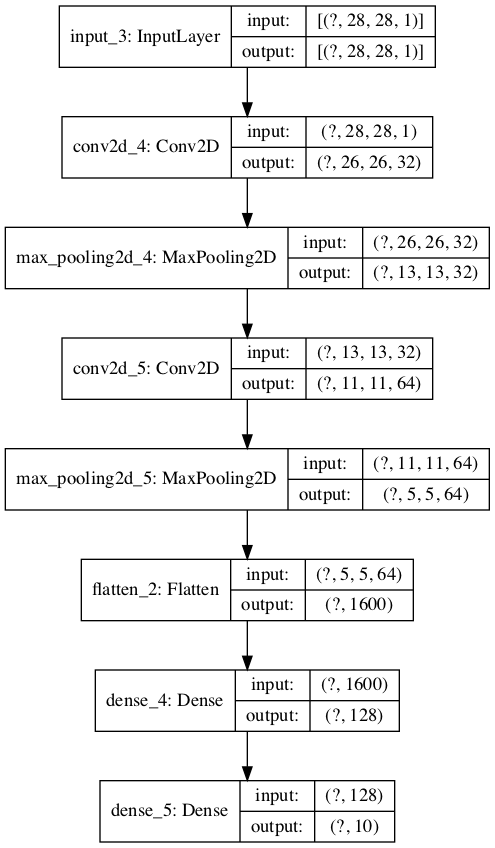 input_3: InputLayer
input: [(?, 28, 28, 1)]
output: [(?, 28, 28, 1)]
conv2d_4: Conv2D
input: (?, 28, 28, 1)
output: (?, 26, 26, 32)
max_pooling2d_4: MaxPooling2D
input: (?, 26, 26, 32)
output: (?, 13, 13, 32)
conv2d_5: Conv2D
input: (?, 13, 13, 32)
output: (?, 11, 11, 64)
max_pooling2d_5: MaxPooling2D
input: (?, 11, 11, 64)
output: (?, 5, 5, 64)
flatten_2: Flatten
input: (?, 5, 5, 64)
output: (?, 1600)
dense_4: Dense
input: (?, 1600)
output: (?, 128)
dense_5: Dense
input: (?, 128)
output: (?, 10)